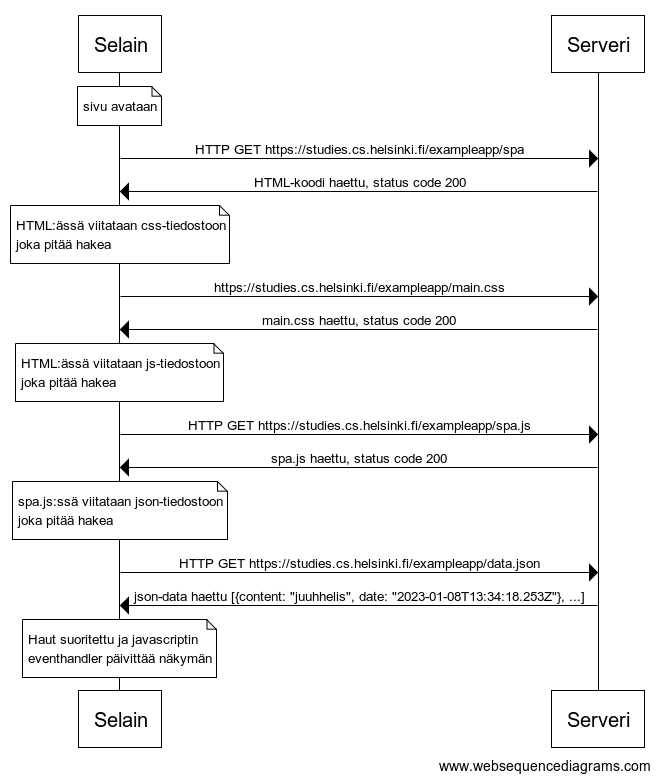 Selain
Serveri
sivu avataan
HTTP GET https://studies.cs.helsinki.fi/exampleapp/spa
HTML-koodi haettu, status code 200
HTML:ässä viitataan css-tiedostoon
joka pitää hakea
https://studies.cs.helsinki.fi/exampleapp/main.css
main.css haettu, status code 200
HTML:ässä viitataan js-tiedostoon
joka pitää hakea
HTTP GET https://studies.cs.helsinki.fi/exampleapp/spa.js
spa.js haettu, status code 200
spa.js:ssä viitataan json-tiedostoon
joka pitää hakea
HTTP GET https://studies.cs.helsinki.fi/exampleapp/data.json
json-data haettu [{content: "juuhhelis", date: "2023-01-08T13:34:18.253Z"}, ...]
Haut suoritettu ja javascriptin
eventhandler päivittää näkymän
Selain
Serveri
www.websequencediagrams.com